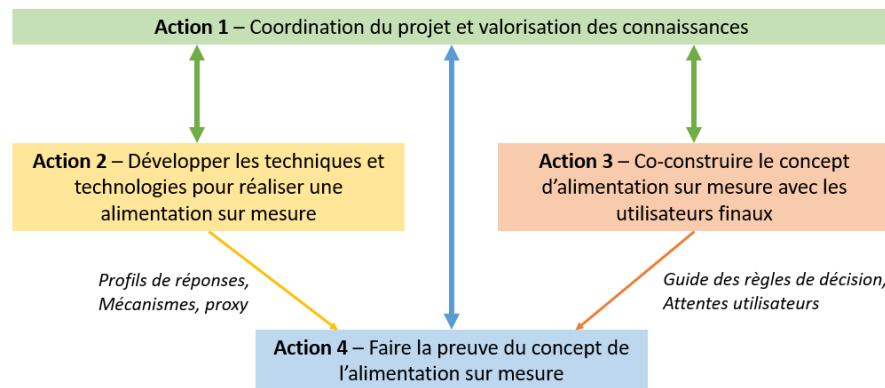 Action 1 – Coordination du projet et valorisation des connaissances
Action 2 – Développer les techniques et
technologies pour réaliser une
alimentation sur mesure
Action 3 – Co-construire le concept
d’alimentation sur mesure avec les
utilisateurs finaux
Profils de réponses,
Mécanismes, proxy
Guide des règles de décision,
Attentes utilisateurs
Action 4 – Faire la preuve du concept de
l’alimentation sur mesure